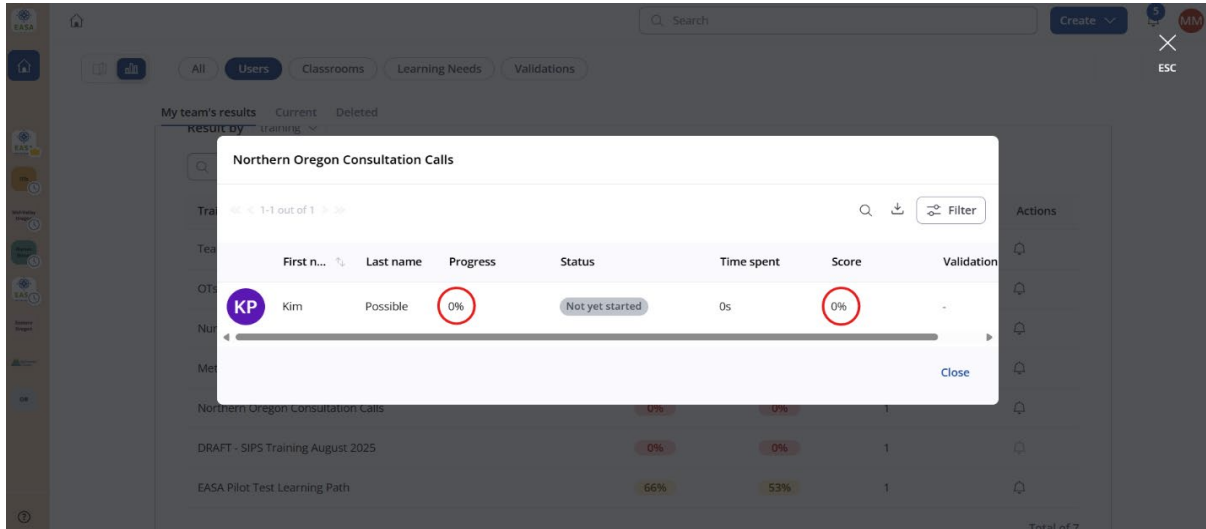 EASA
Search
Create
5
MM
ESC
All
Users
Classrooms
Learning Needs
Validations
My team's results
Current
Deleted
Result by training
Northern Oregon Consultation Calls
1-1 out of 1
Filter
Actions
First n...
Last name
Progress
Status
Time spent
Score
Validation
KP
Kim
Possible
0%
Not yet started
0s
0%
-
Close
Northern Oregon Consultation Calls
0%
0%
1
DRAFT - SIPS Training August 2025
0%
0%
1
EASA Pilot Test Learning Path
66%
53%
1
Total of 7